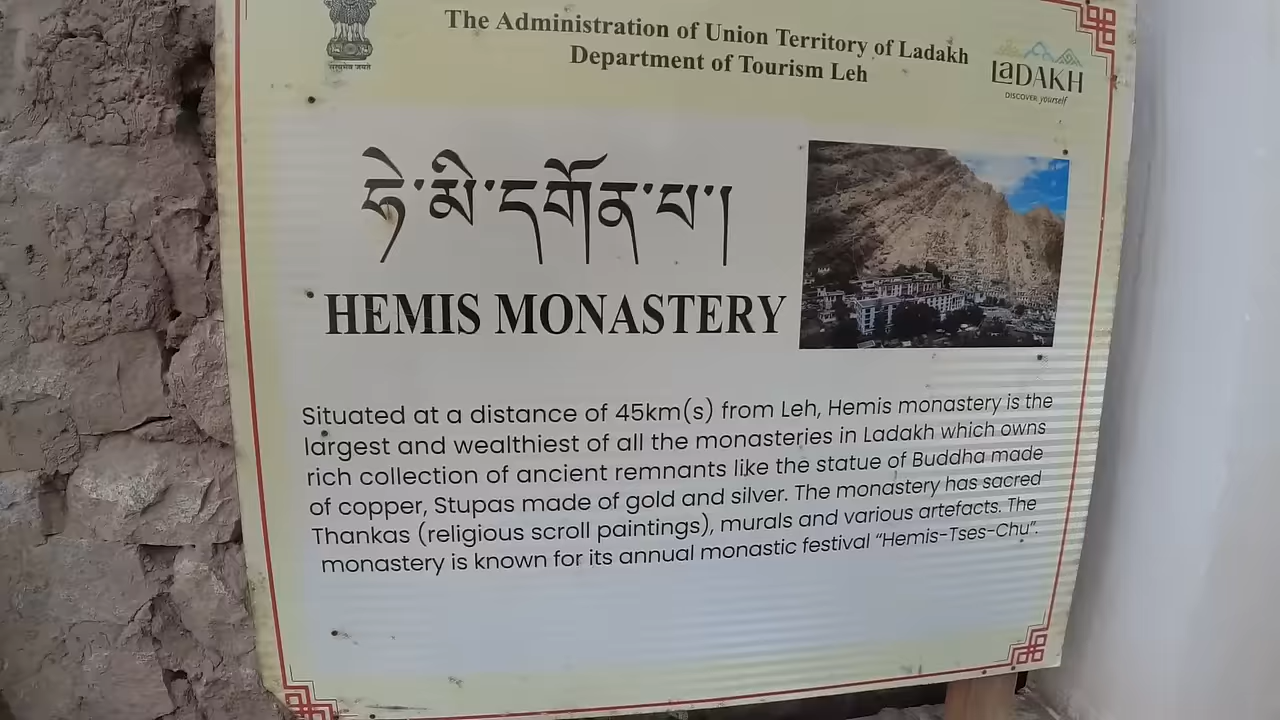 सत्यमेव जयते
The Administration of Union Territory of Ladakh
Department of Tourism Leh
LaDAKH
DISCOVER yourself
ཧེ་མི་དགོན་པ།
HEMIS MONASTERY
Situated at a distance of 45km(s) from Leh, Hemis monastery is the
largest and wealthiest of all the monasteries in Ladakh which owns
rich collection of ancient remnants like the statue of Buddha made
of copper, Stupas made of gold and silver. The monastery has sacred
Thankas (religious scroll paintings), murals and various artefacts. The
monastery is known for its annual monastic festival “Hemis-Tses-Chu”.